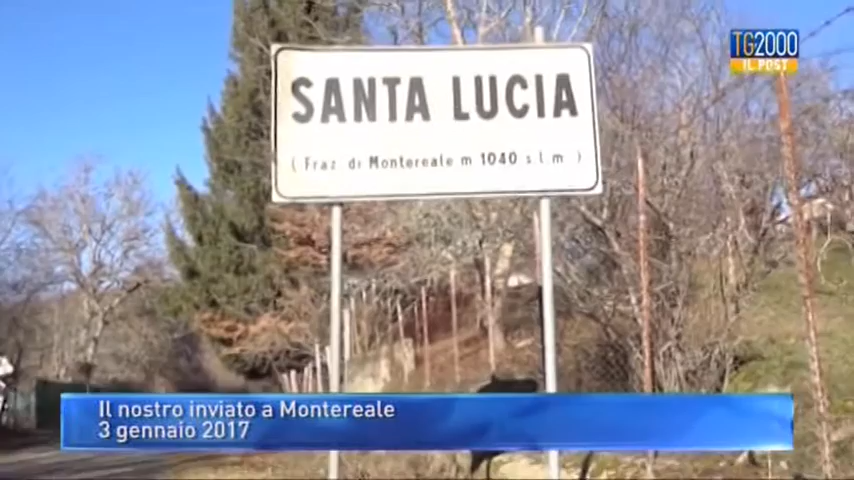 TG2000
IL POST
SANTA LUCIA
( Fraz. di Montereale m 1040 s.l.m. )
Il nostro inviato a Montereale
3 gennaio 2017